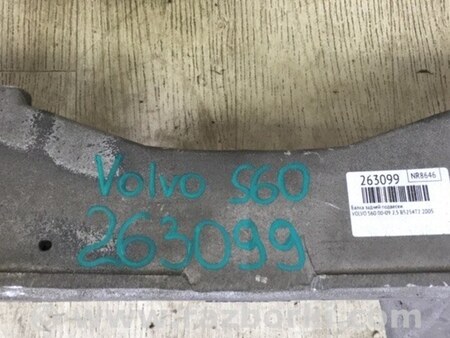 Volvo S60
263099
263099 NR8646
Балка задней подвески
VOLVO S60 00-09 2.5 B5254T2 2005